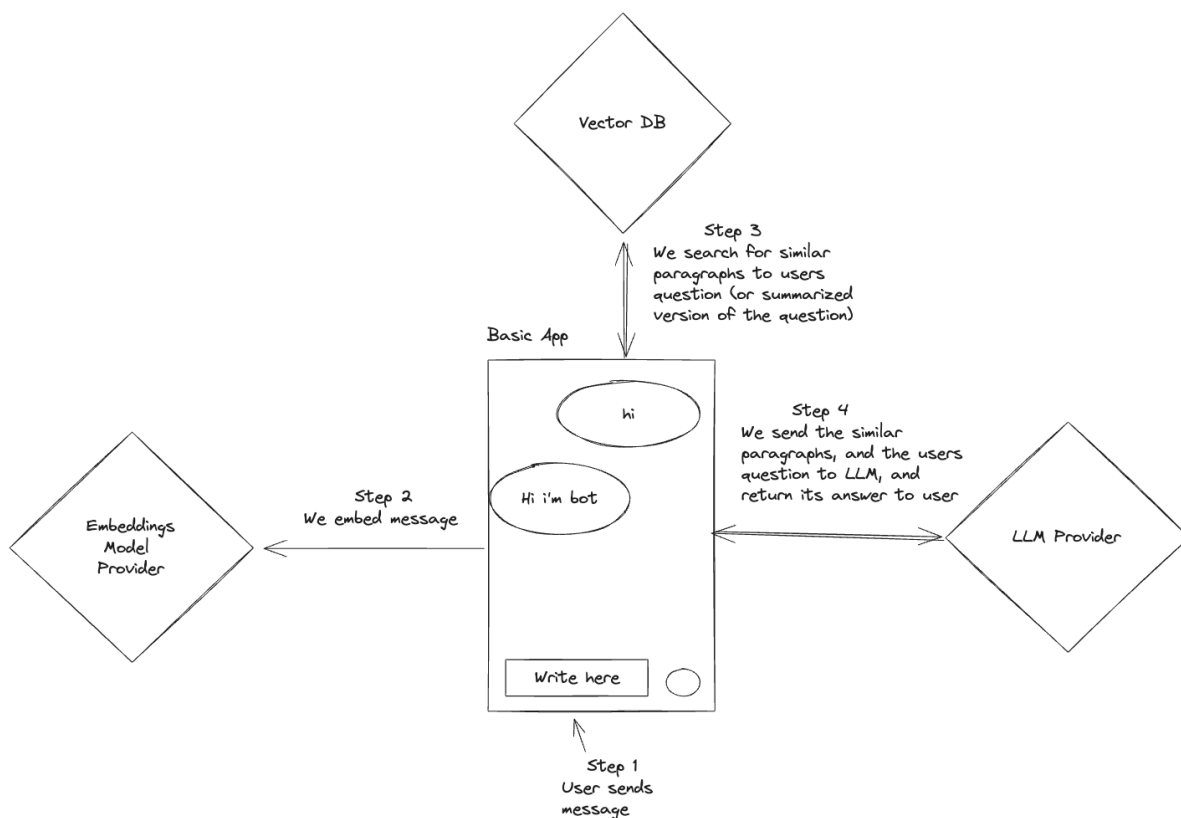 Vector DB
Step 3
We search for similar
paragraphs to users
question (or summarized
version of the question)
Basic App
hi
Hi i'm bot
Write here
Step 2
We embed message
Embeddings
Model
Provider
Step 4
We send the similar
paragraphs, and the users
question to LLM, and
return its answer to user
LLM Provider
Step 1
User sends
message